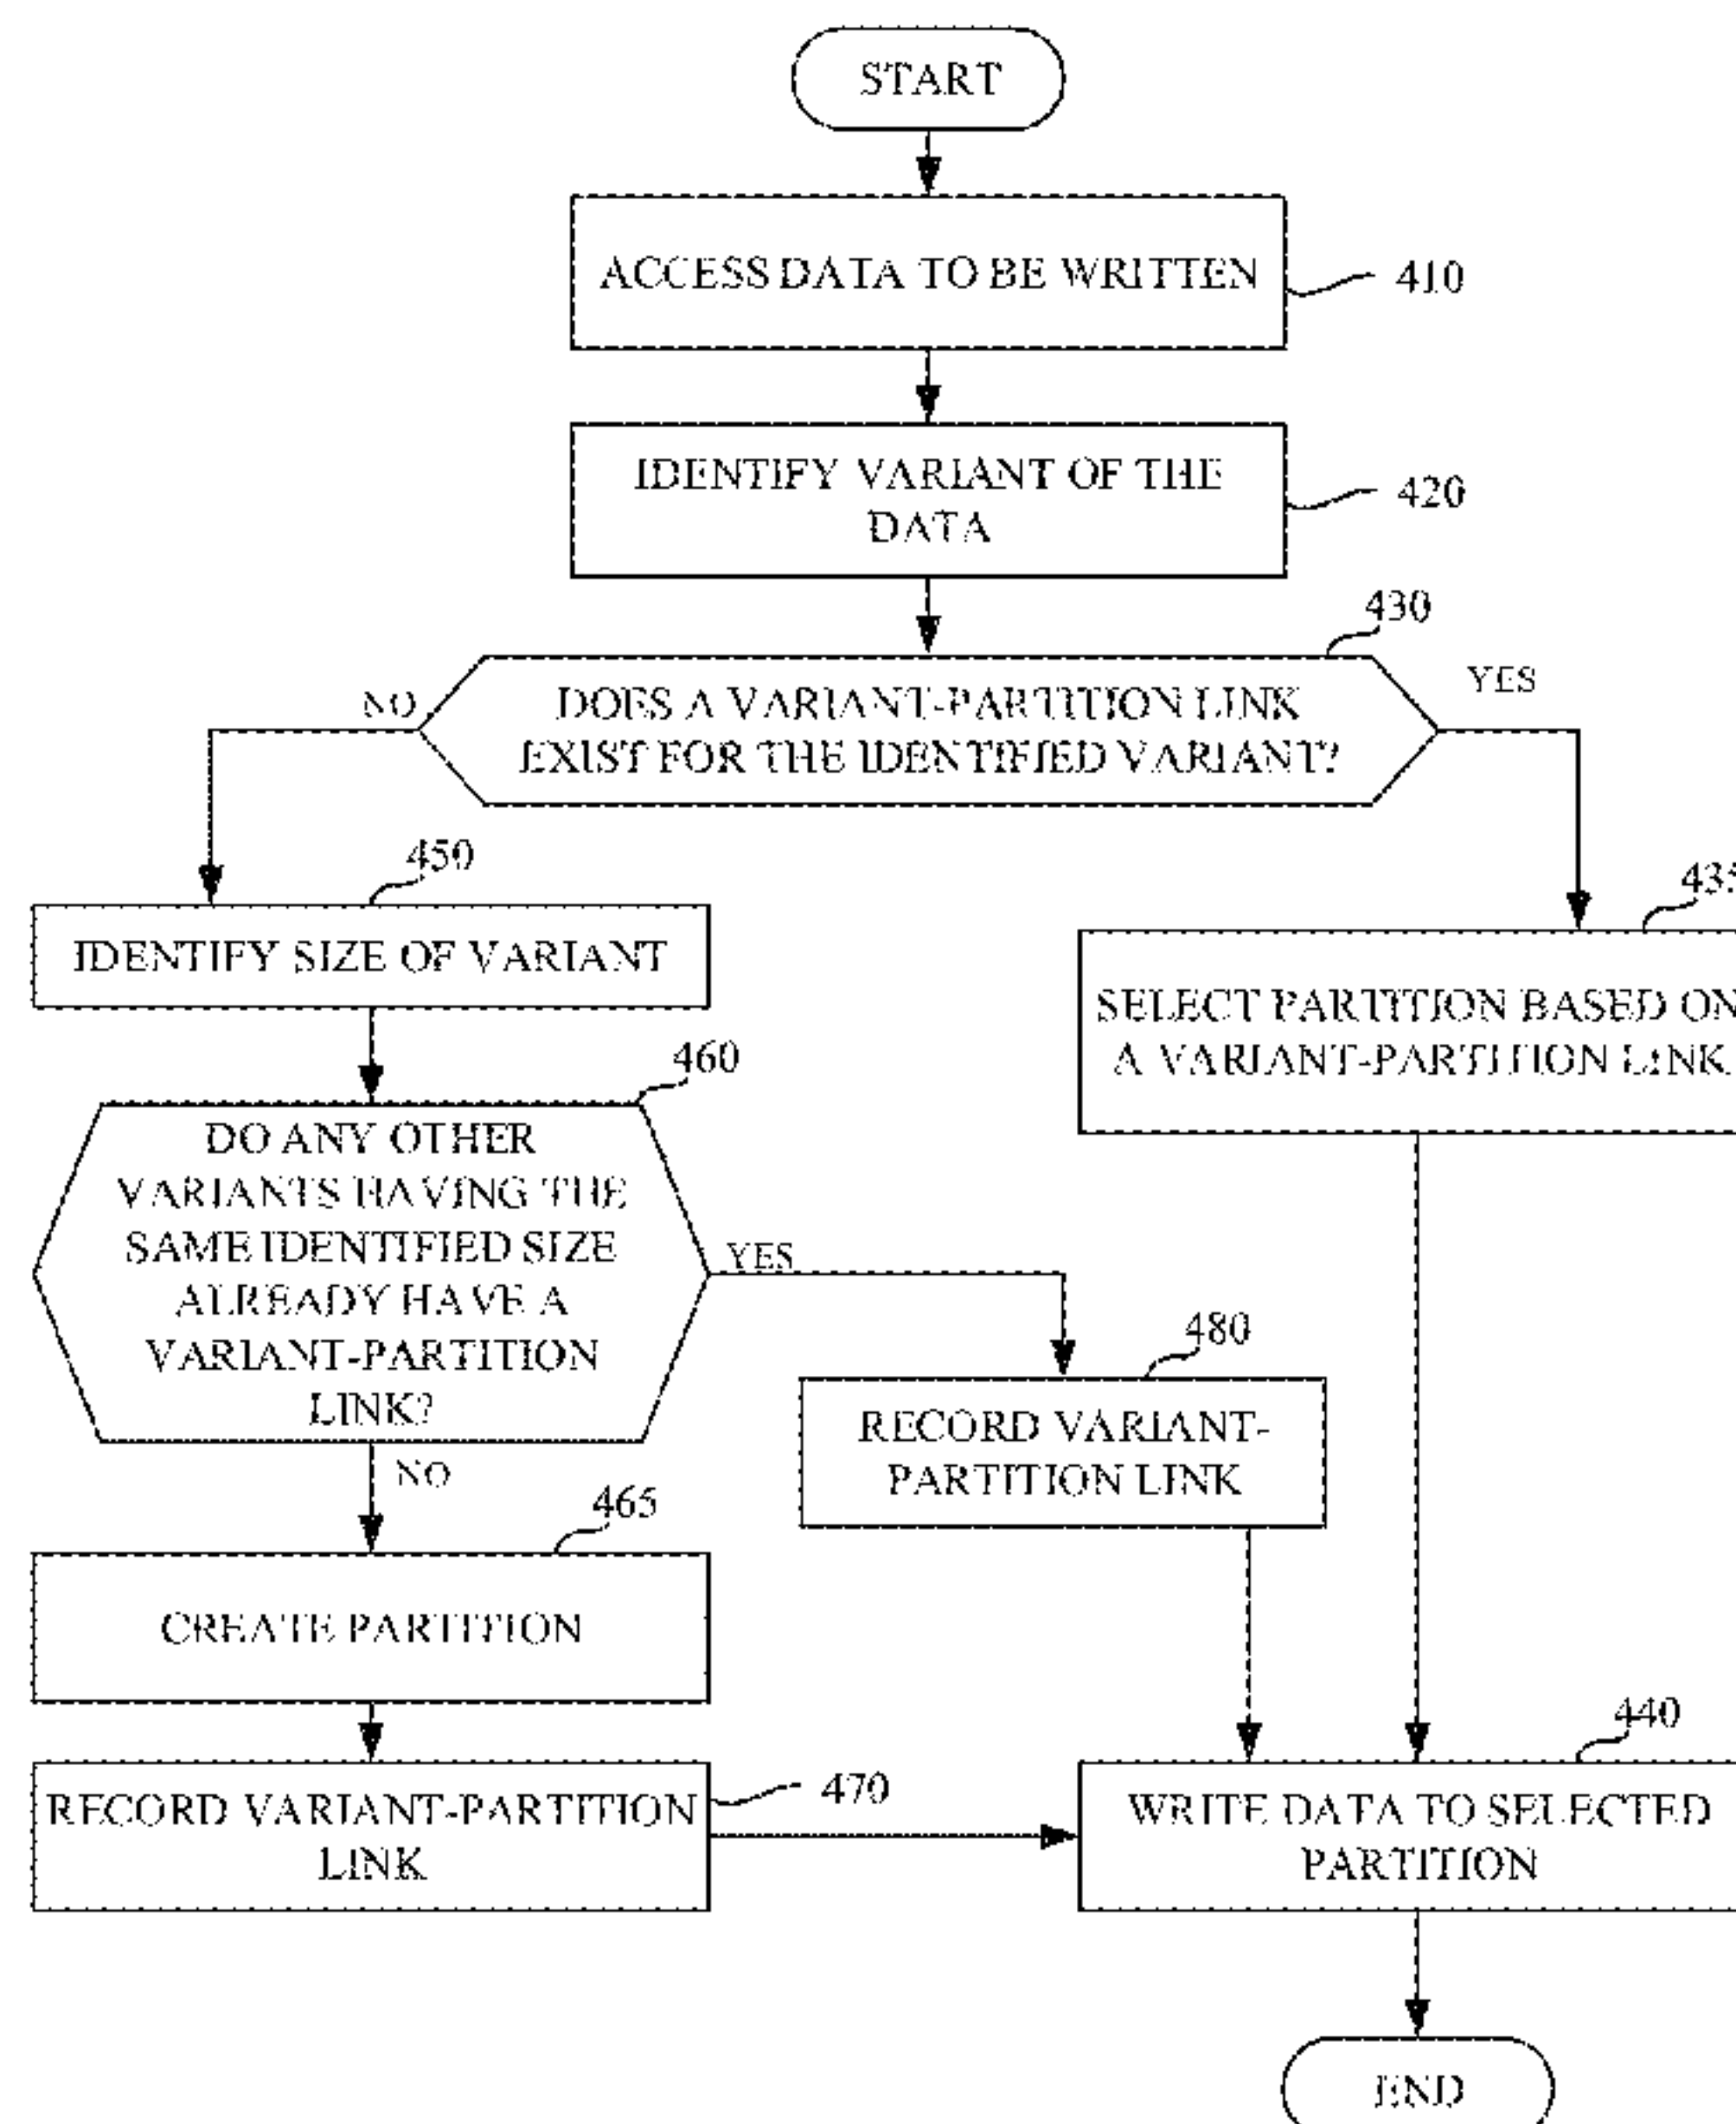 START
ACCESS DATA TO BE WRITTEN
410
IDENTIFY VARIANT OF THE
DATA
420
430
NO
DOES A VARIANT-PARTITION LINK
EXIST FOR THE IDENTIFIED VARIANT?
YES
450
IDENTIFY SIZE OF VARIANT
435
SELECT PARTITION BASED ON
A VARIANT-PARTITION LINK
460
DO ANY OTHER
VARIANTS HAVING THE
SAME IDENTIFIED SIZE
ALREADY HAVE A
VARIANT-PARTITION
LINK?
YES
NO
480
RECORD VARIANT-
PARTITION LINK
465
CREATE PARTITION
470
RECORD VARIANT-PARTITION
LINK
440
WRITE DATA TO SELECTED
PARTITION
END